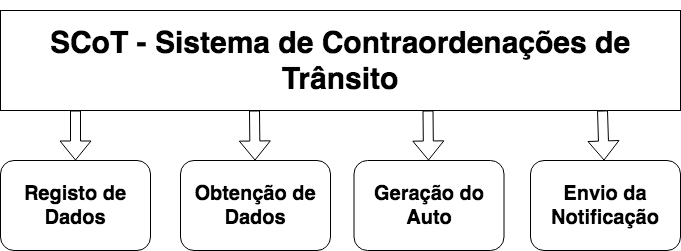 SCoT - Sistema de Contraordenações de
Trânsito
Registo de
Dados
Obtenção de
Dados
Geração do
Auto
Envio da
Notificação